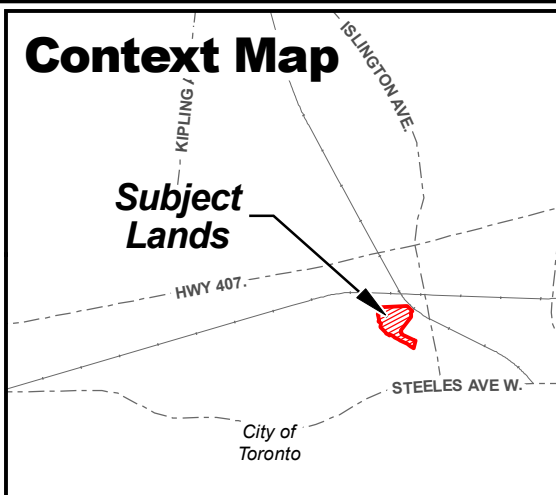 Context Map
ISLINGTON AVE.
KIPLING
Subject
Lands
HWY 407.
STEELES AVE W.
City of
Toronto